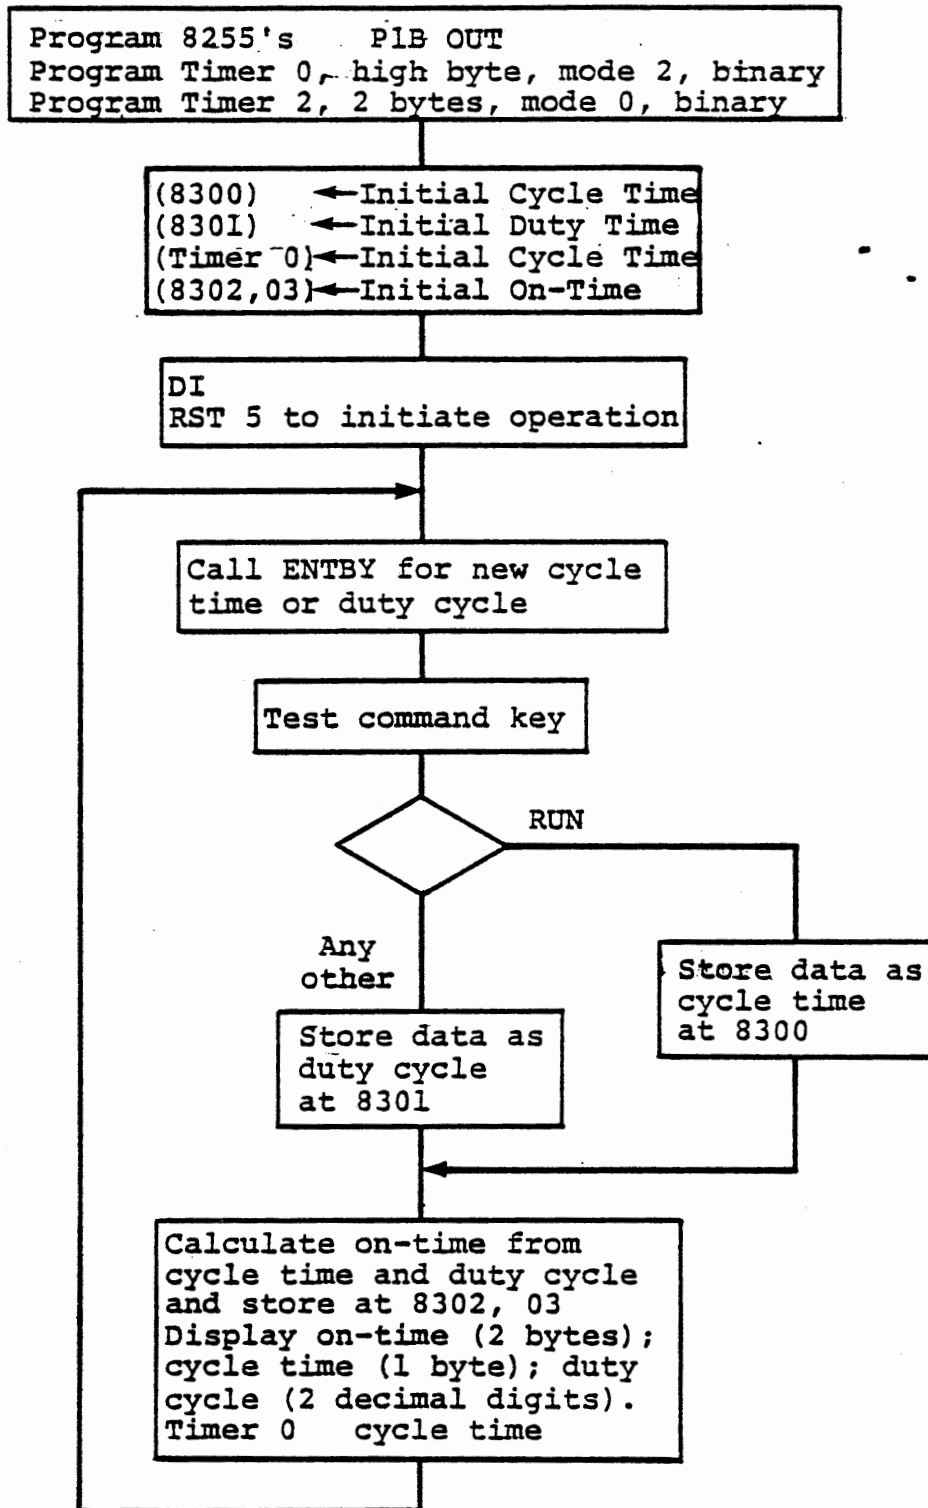 Program 8255's P1B OUT
Program Timer 0, high byte, mode 2, binary
Program Timer 2, 2 bytes, mode 0, binary
(8300) ←Initial Cycle Time
(8301) ←Initial Duty Time
(Timer 0)←Initial Cycle Time
(8302,03)←Initial On-Time
DI
RST 5 to initiate operation
Call ENTBY for new cycle
time or duty cycle
Test command key
RUN
Any
other
Store data as
cycle time
at 8300
Store data as
duty cycle
at 8301
Calculate on-time from
cycle time and duty cycle
and store at 8302, 03
Display on-time (2 bytes);
cycle time (1 byte); duty
cycle (2 decimal digits).
Timer 0 cycle time